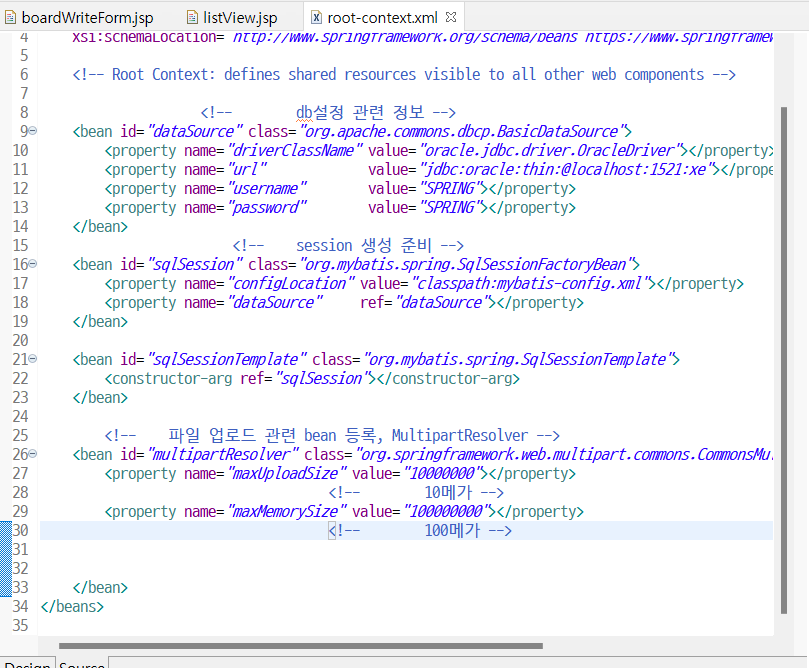 boardWriteForm.jsp listView.jsp root-context.xml
4 xsi:schemaLocation="http://www.springframework.org/schema/beans https://www.springframew
5
6 <!-- Root Context: defines shared resources visible to all other web components -->
7
8 <!-- db설정 관련 정보 -->
9 <bean id="dataSource" class="org.apache.commons.dbcp.BasicDataSource">
10 <property name="driverClassName" value="oracle.jdbc.driver.OracleDriver"></property>
11 <property name="url" value="jdbc:oracle:thin:@localhost:1521:xe"></prope
12 <property name="username" value="SPRING"></property>
13 <property name="password" value="SPRING"></property>
14 </bean>
15 <!-- session 생성 준비 -->
16 <bean id="sqlSession" class="org.mybatis.spring.SqlSessionFactoryBean">
17 <property name="configLocation" value="classpath:mybatis-config.xml"></property>
18 <property name="dataSource" ref="dataSource"></property>
19 </bean>
20
21 <bean id="sqlSessionTemplate" class="org.mybatis.spring.SqlSessionTemplate">
22 <constructor-arg ref="sqlSession"></constructor-arg>
23 </bean>
24
25 <!-- 파일 업로드 관련 bean 등록, MultipartResolver -->
26 <bean id="multipartResolver" class="org.springframework.web.multipart.commons.CommonsMu
27 <property name="maxUploadSize" value="10000000"></property>
28 <!-- 10메가 -->
29 <property name="maxMemorySize" value="100000000"></property>
30 <!-- 100메가 -->
31
32
33 </bean>
34 </beans>
35
Design Source